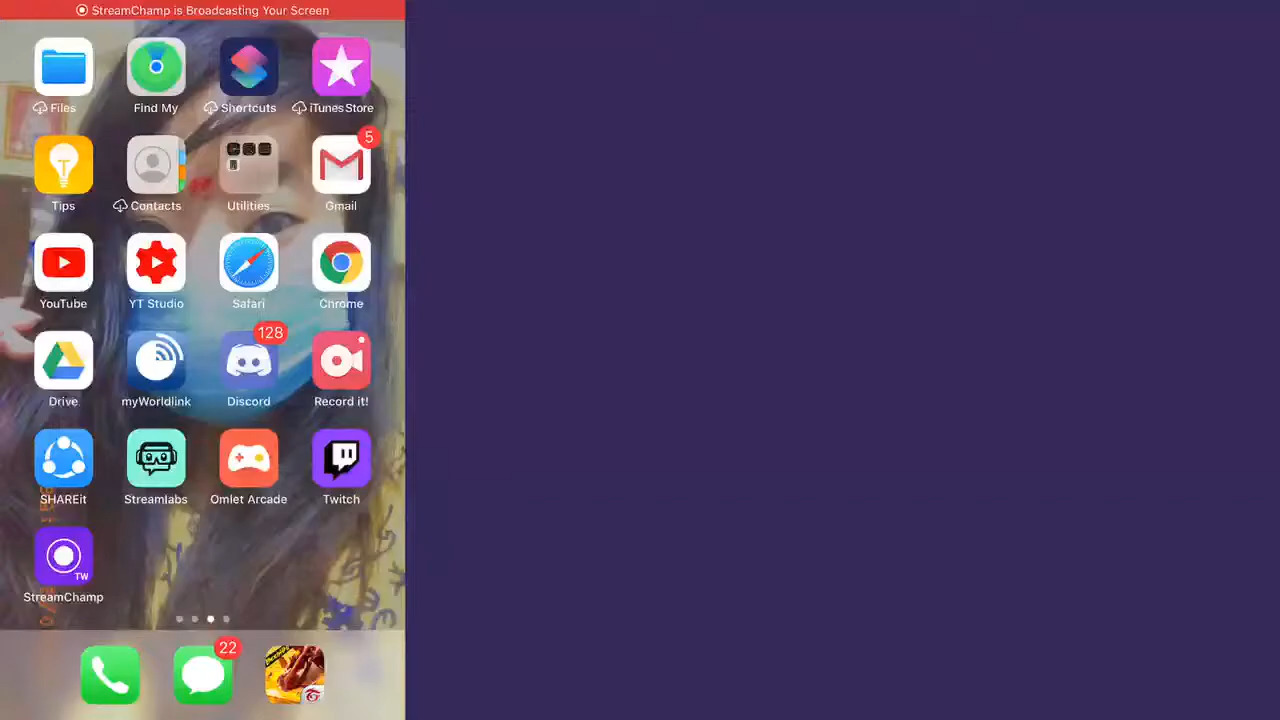 StreamChamp is Broadcasting Your Screen
Files
Find My
Shortcuts
iTunes Store
5
Tips
Contacts
Utilities
Gmail
YouTube
YT Studio
Safari
Chrome
128
Drive
myWorldlink
Discord
Record it!
SHAREit
Streamlabs
Omlet Arcade
Twitch
TW
StreamChamp
22